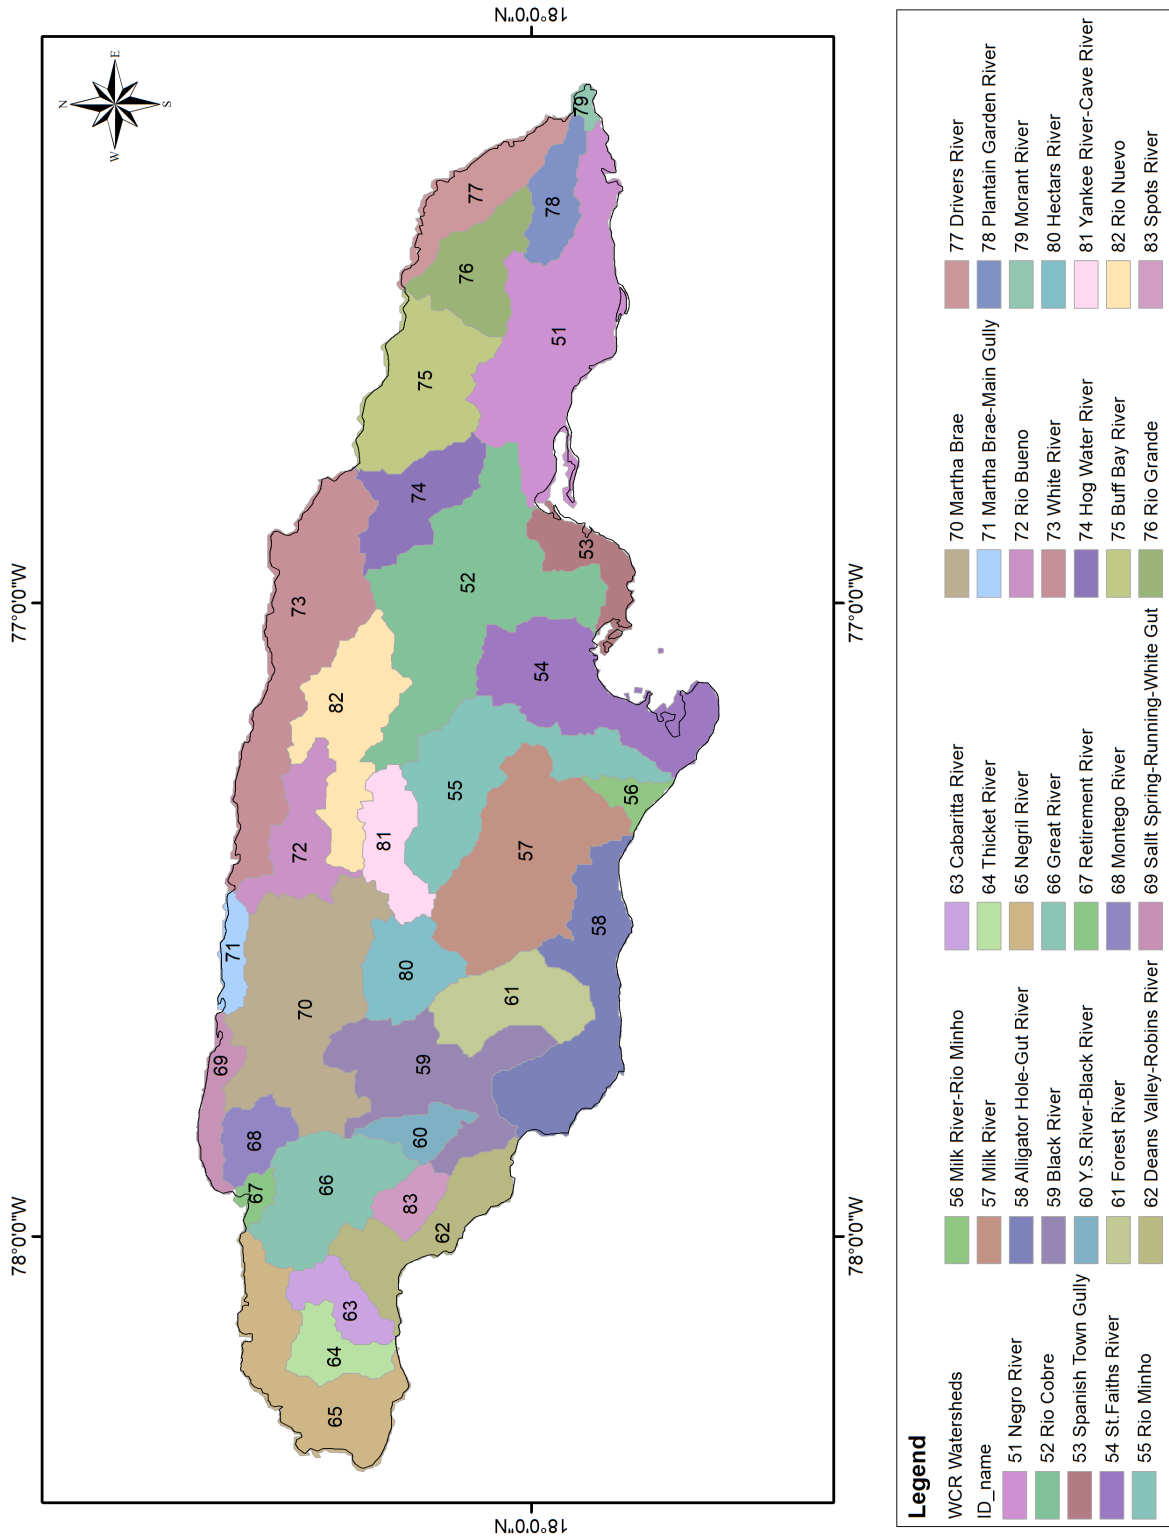 N
W
E
S
78°0'0"W
77°0'0"W
18°0'0"N
18°0'0"N
78°0'0"W
77°0'0"W
65
64
63
62
83
66
67
68
69
60
59
70
71
80
61
58
57
81
72
82
55
56
54
73
52
53
74
75
51
76
77
78
79
Legend
WCR Watersheds
ID_name
51 Negro River
52 Rio Cobre
53 Spanish Town Gully
54 St.Faiths River
55 Rio Minho
56 Milk River-Rio Minho
57 Milk River
58 Alligator Hole-Gut River
59 Black River
60 Y.S.River-Black River
61 Forest River
62 Deans Valley-Robins River
63 Cabaritta River
64 Thicket River
65 Negril River
66 Great River
67 Retirement River
68 Montego River
69 Sallt Spring-Running-White Gut
70 Martha Brae
71 Martha Brae-Main Gully
72 Rio Bueno
73 White River
74 Hog Water River
75 Buff Bay River
76 Rio Grande
77 Drivers River
78 Plantain Garden River
79 Morant River
80 Hectars River
81 Yankee River-Cave River
82 Rio Nuevo
83 Spots River